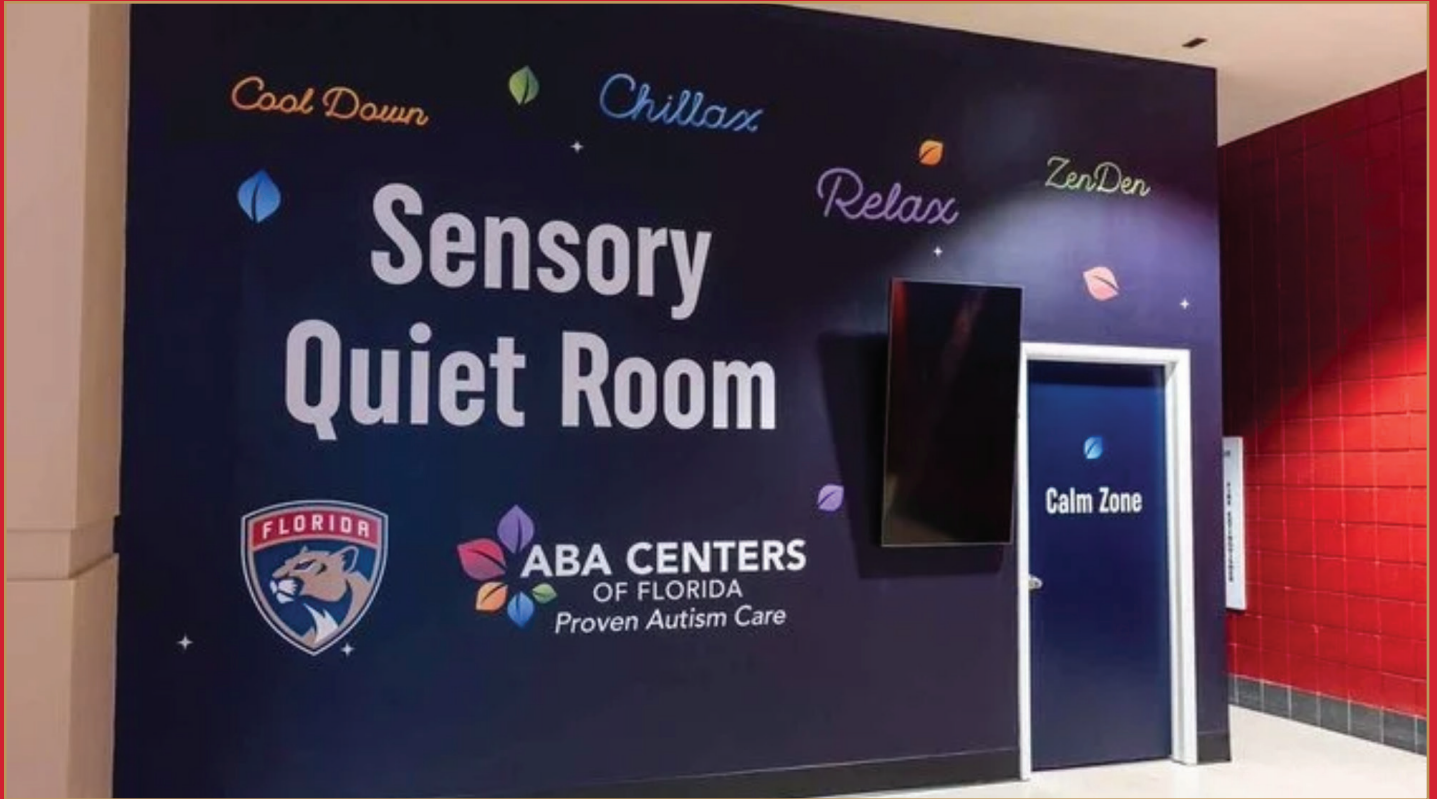 Cool Down
Chillax
Relax
ZenDen
Sensory
Quiet Room
Calm Zone
FLORIDA
ABA CENTERS
OF FLORIDA
Proven Autism Care